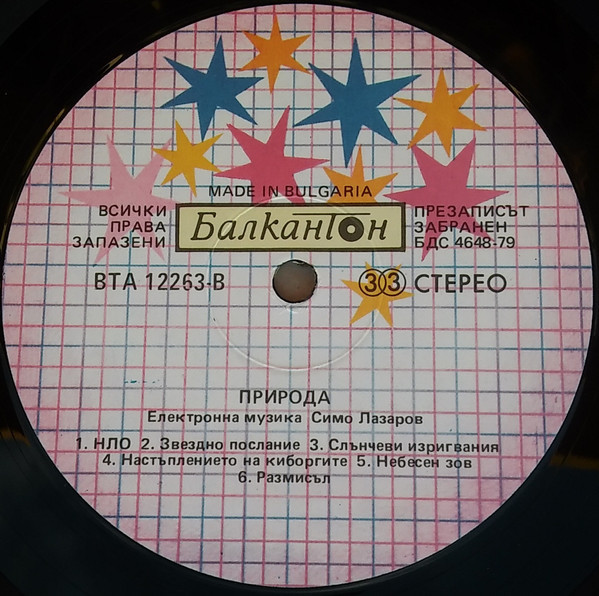 MADE IN BULGARIA
ВСИЧКИ
ПРАВА
ЗАПАЗЕНИ
Балкантон
ПРЕЗАПИСЪТ
ЗАБРАНЕН
БДС 4648-79
ВТА 12263-В
33 СТЕРЕО
ПРИРОДА
Електронна музика Симо Лазаров
1. НЛО 2. Звездно послание 3. Слънчеви изригвания
4. Настъплението на киборгите 5. Небесен зов
6. Размисъл